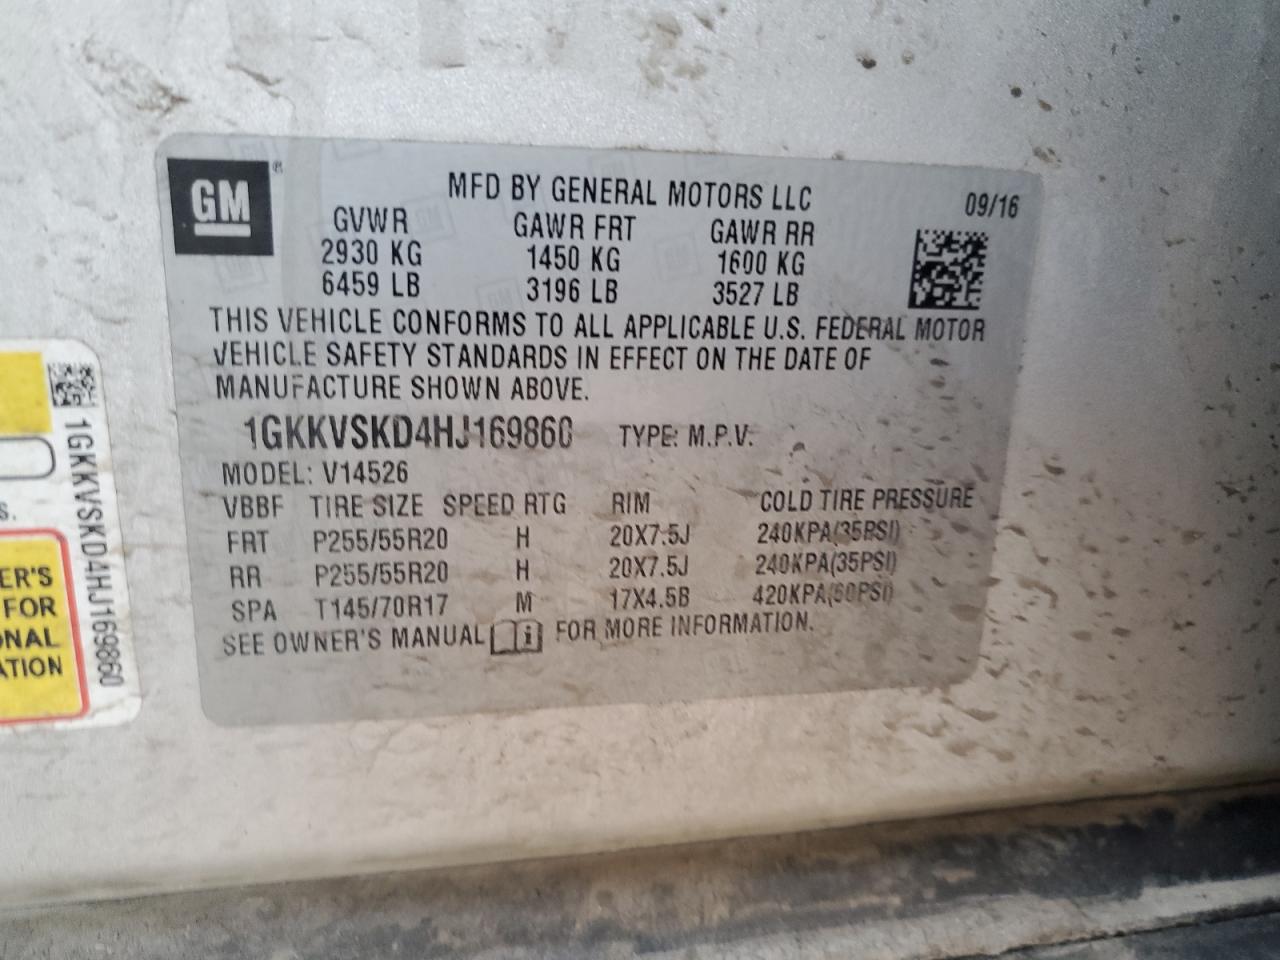 GM ®
MFD BY GENERAL MOTORS LLC 09/16
GVWR GAWR FRT GAWR RR
2930 KG 1450 KG 1600 KG
6459 LB 3196 LB 3527 LB
THIS VEHICLE CONFORMS TO ALL APPLICABLE U.S. FEDERAL MOTOR
VEHICLE SAFETY STANDARDS IN EFFECT ON THE DATE OF
MANUFACTURE SHOWN ABOVE.
1GKKVSKD4HJ169860 TYPE: M.P.V.
MODEL: V14526
VBBF TIRE SIZE SPEED RTG RIM COLD TIRE PRESSURE
FRT P255/55R20 H 20X7.5J 240KPA(35PSI)
RR P255/55R20 H 20X7.5J 240KPA(35PSI)
SPA T145/70R17 M 17X4.5B 420KPA(60PSI)
SEE OWNER'S MANUAL FOR MORE INFORMATION.
1GKKVSKD4HJ169860
S.
ER'S
FOR
ONAL
ATION